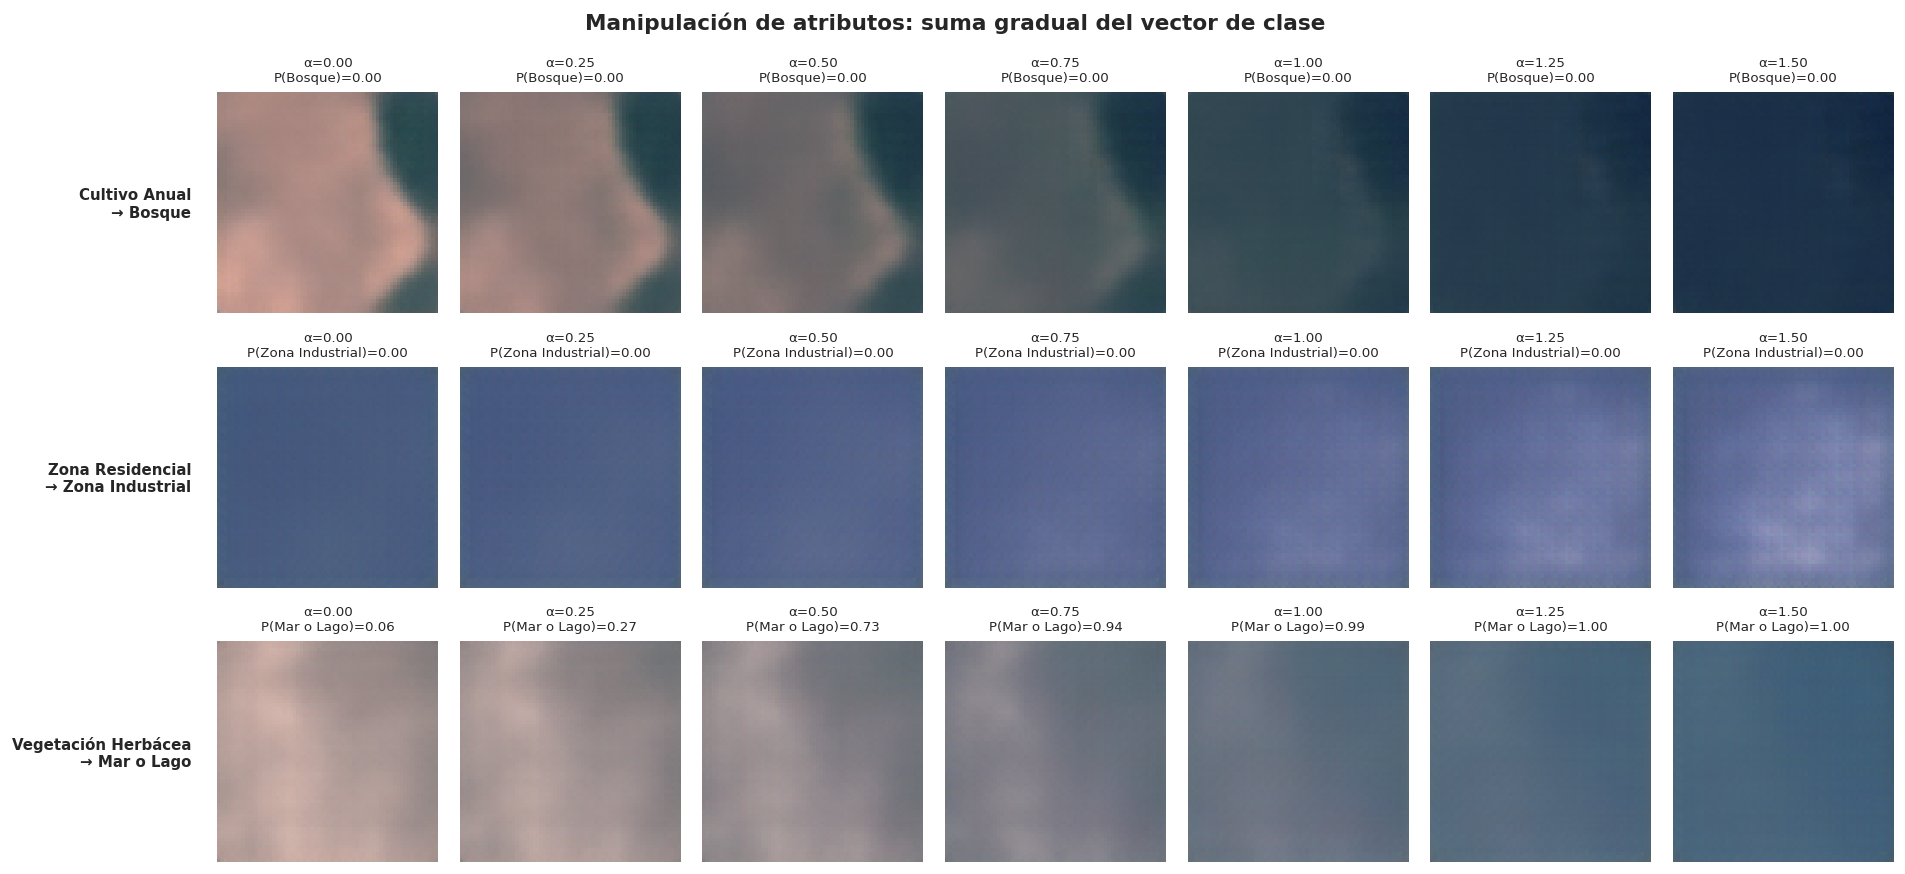 Manipulación de atributos: suma gradual del vector de clase
α=0.00 α=0.25 α=0.50 α=0.75 α=1.00 α=1.25 α=1.50
P(Bosque)=0.00 P(Bosque)=0.00 P(Bosque)=0.00 P(Bosque)=0.00 P(Bosque)=0.00 P(Bosque)=0.00 P(Bosque)=0.00
Cultivo Anual
→ Bosque
α=0.00 α=0.25 α=0.50 α=0.75 α=1.00 α=1.25 α=1.50
P(Zona Industrial)=0.00 P(Zona Industrial)=0.00 P(Zona Industrial)=0.00 P(Zona Industrial)=0.00 P(Zona Industrial)=0.00 P(Zona Industrial)=0.00 P(Zona Industrial)=0.00
Zona Residencial
→ Zona Industrial
α=0.00 α=0.25 α=0.50 α=0.75 α=1.00 α=1.25 α=1.50
P(Mar o Lago)=0.06 P(Mar o Lago)=0.27 P(Mar o Lago)=0.73 P(Mar o Lago)=0.94 P(Mar o Lago)=0.99 P(Mar o Lago)=1.00 P(Mar o Lago)=1.00
Vegetación Herbácea
→ Mar o Lago